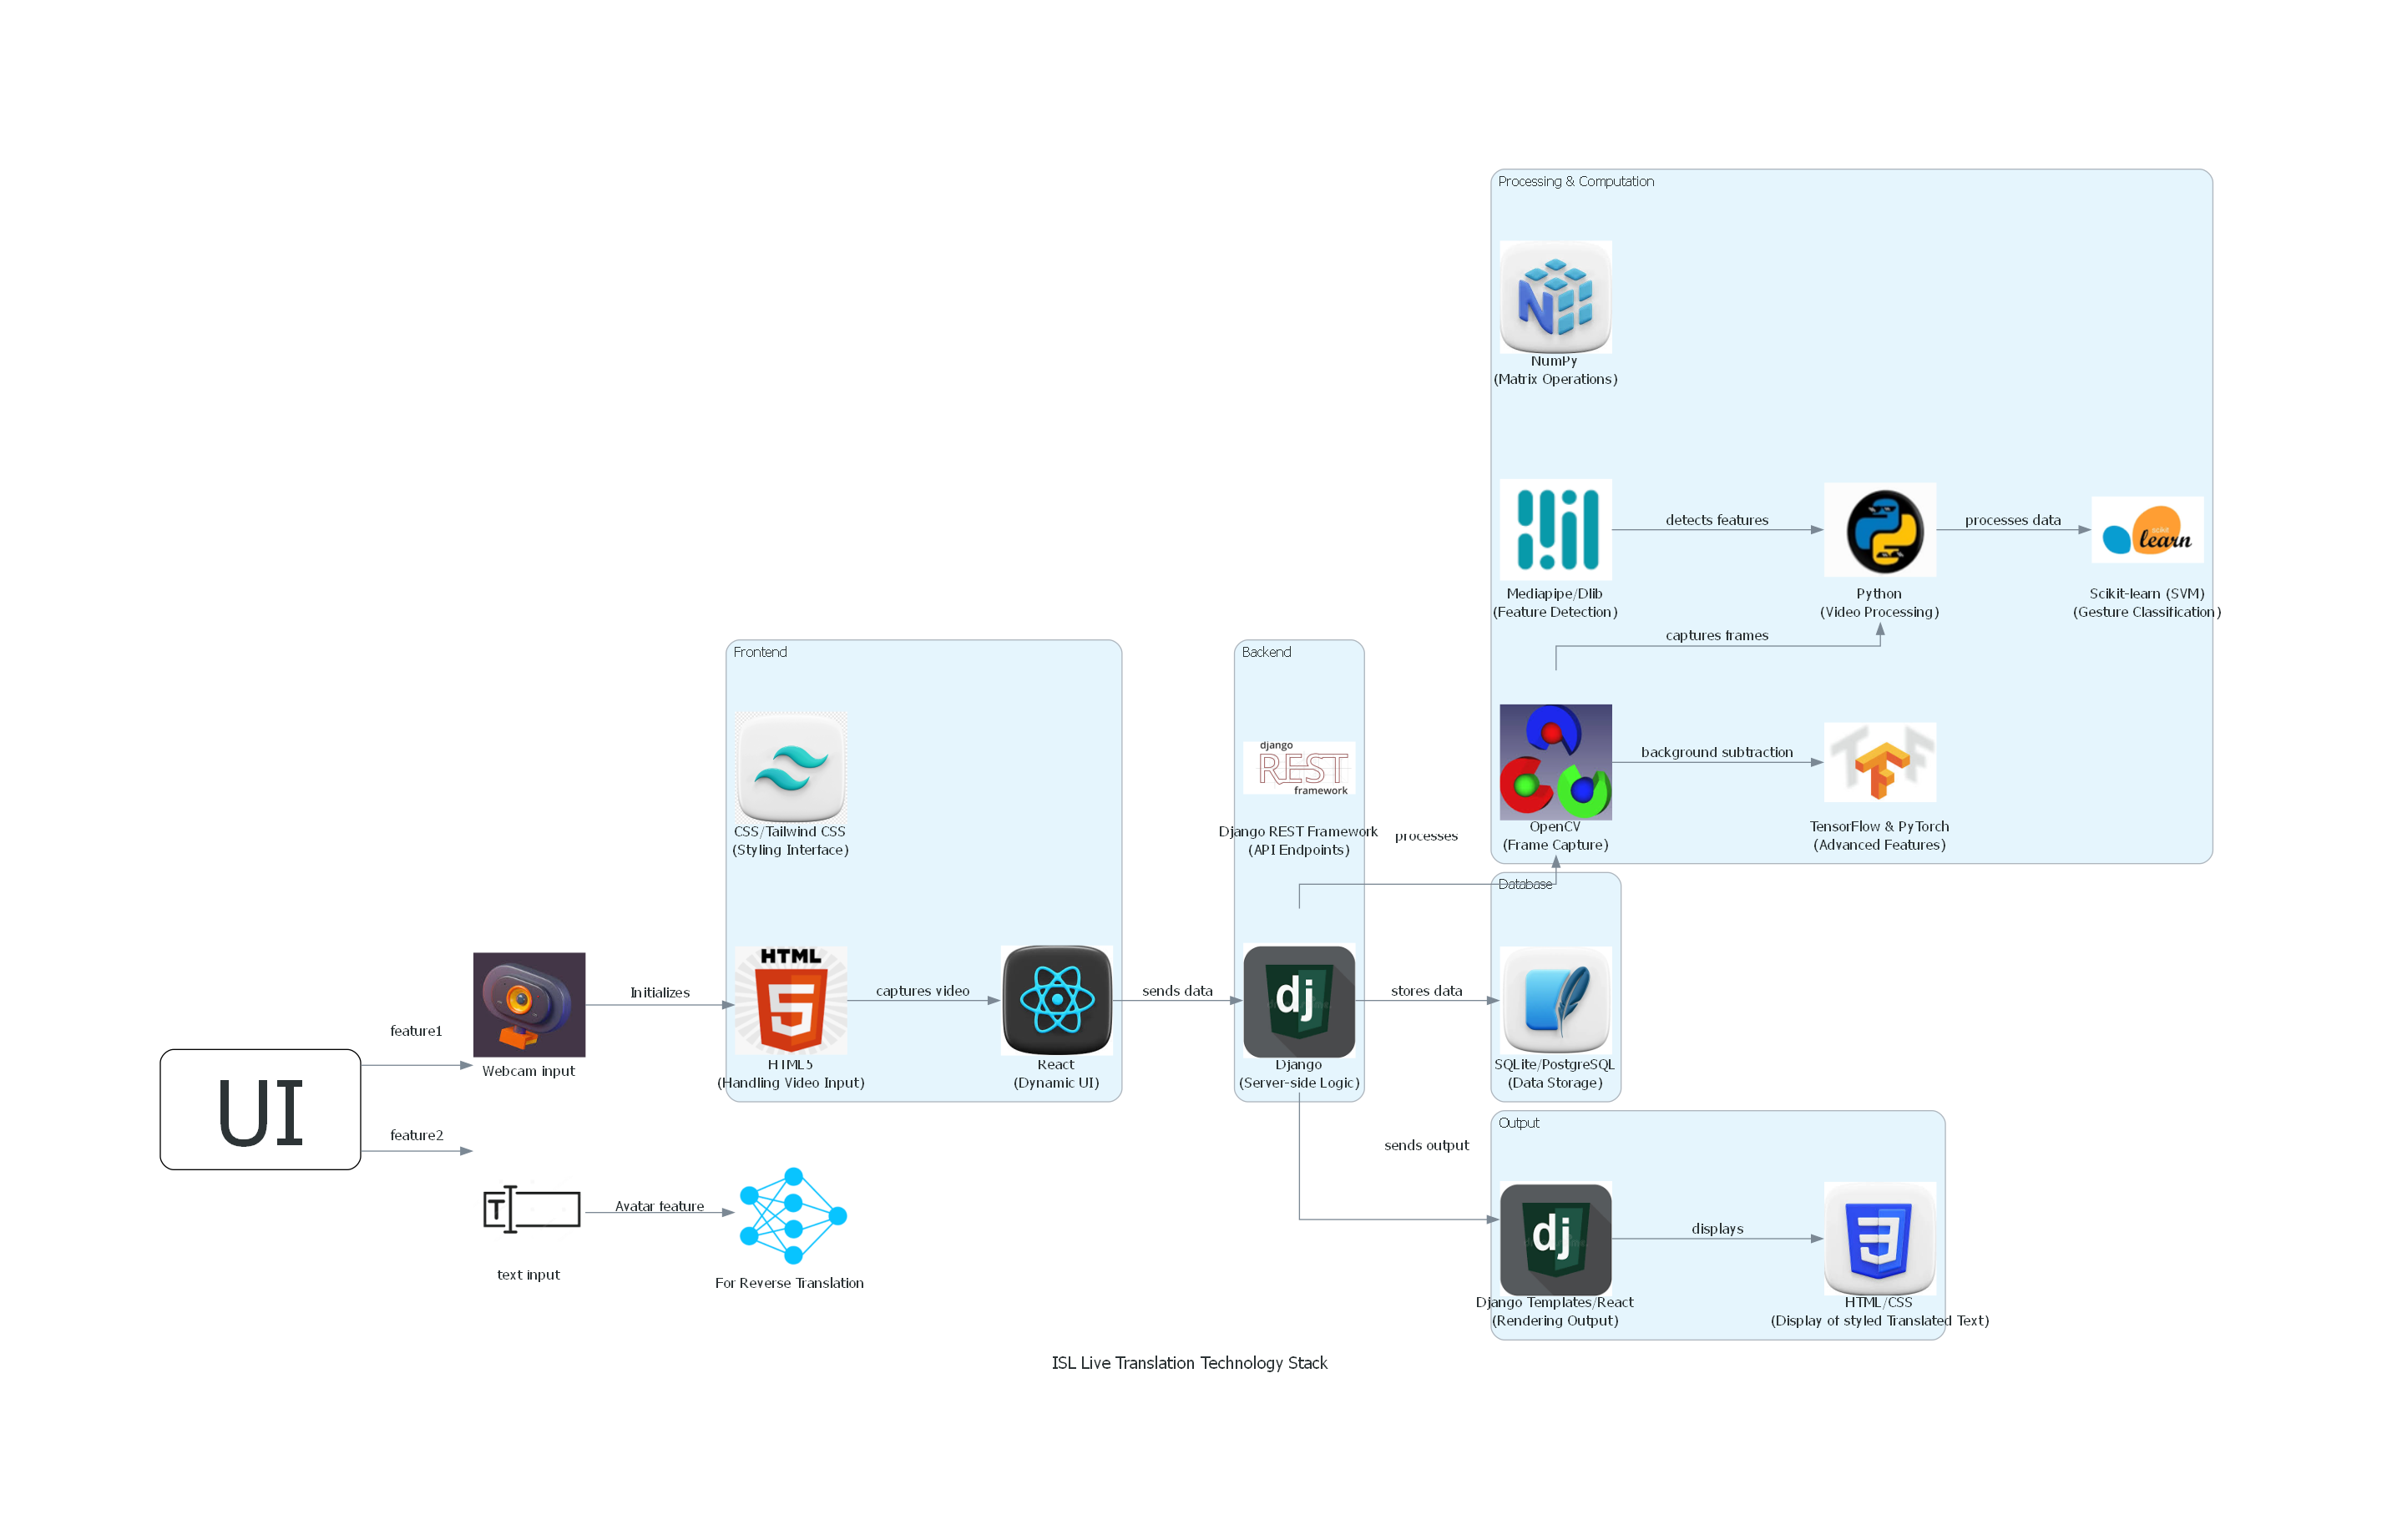 Processing & Computation
NumPy
(Matrix Operations)
Mediapipe/Dlib
(Feature Detection)
detects features
Python
(Video Processing)
processes data
scikit
learn
Scikit-learn (SVM)
(Gesture Classification)
captures frames
OpenCV
(Frame Capture)
background subtraction
TF
TensorFlow & PyTorch
(Advanced Features)
Frontend
CSS/Tailwind CSS
(Styling Interface)
HTML
5
HTML5
(Handling Video Input)
captures video
React
(Dynamic UI)
sends data
Backend
django
REST
framework
Django REST Framework
(API Endpoints)
processes
dj
Django
(Server-side Logic)
stores data
Database
SQLite/PostgreSQL
(Data Storage)
sends output
Output
dj
Django Templates/React
(Rendering Output)
displays
3
HTML/CSS
(Display of styled Translated Text)
UI
feature1
Webcam input
Initializes
feature2
T
text input
Avatar feature
For Reverse Translation
ISL Live Translation Technology Stack